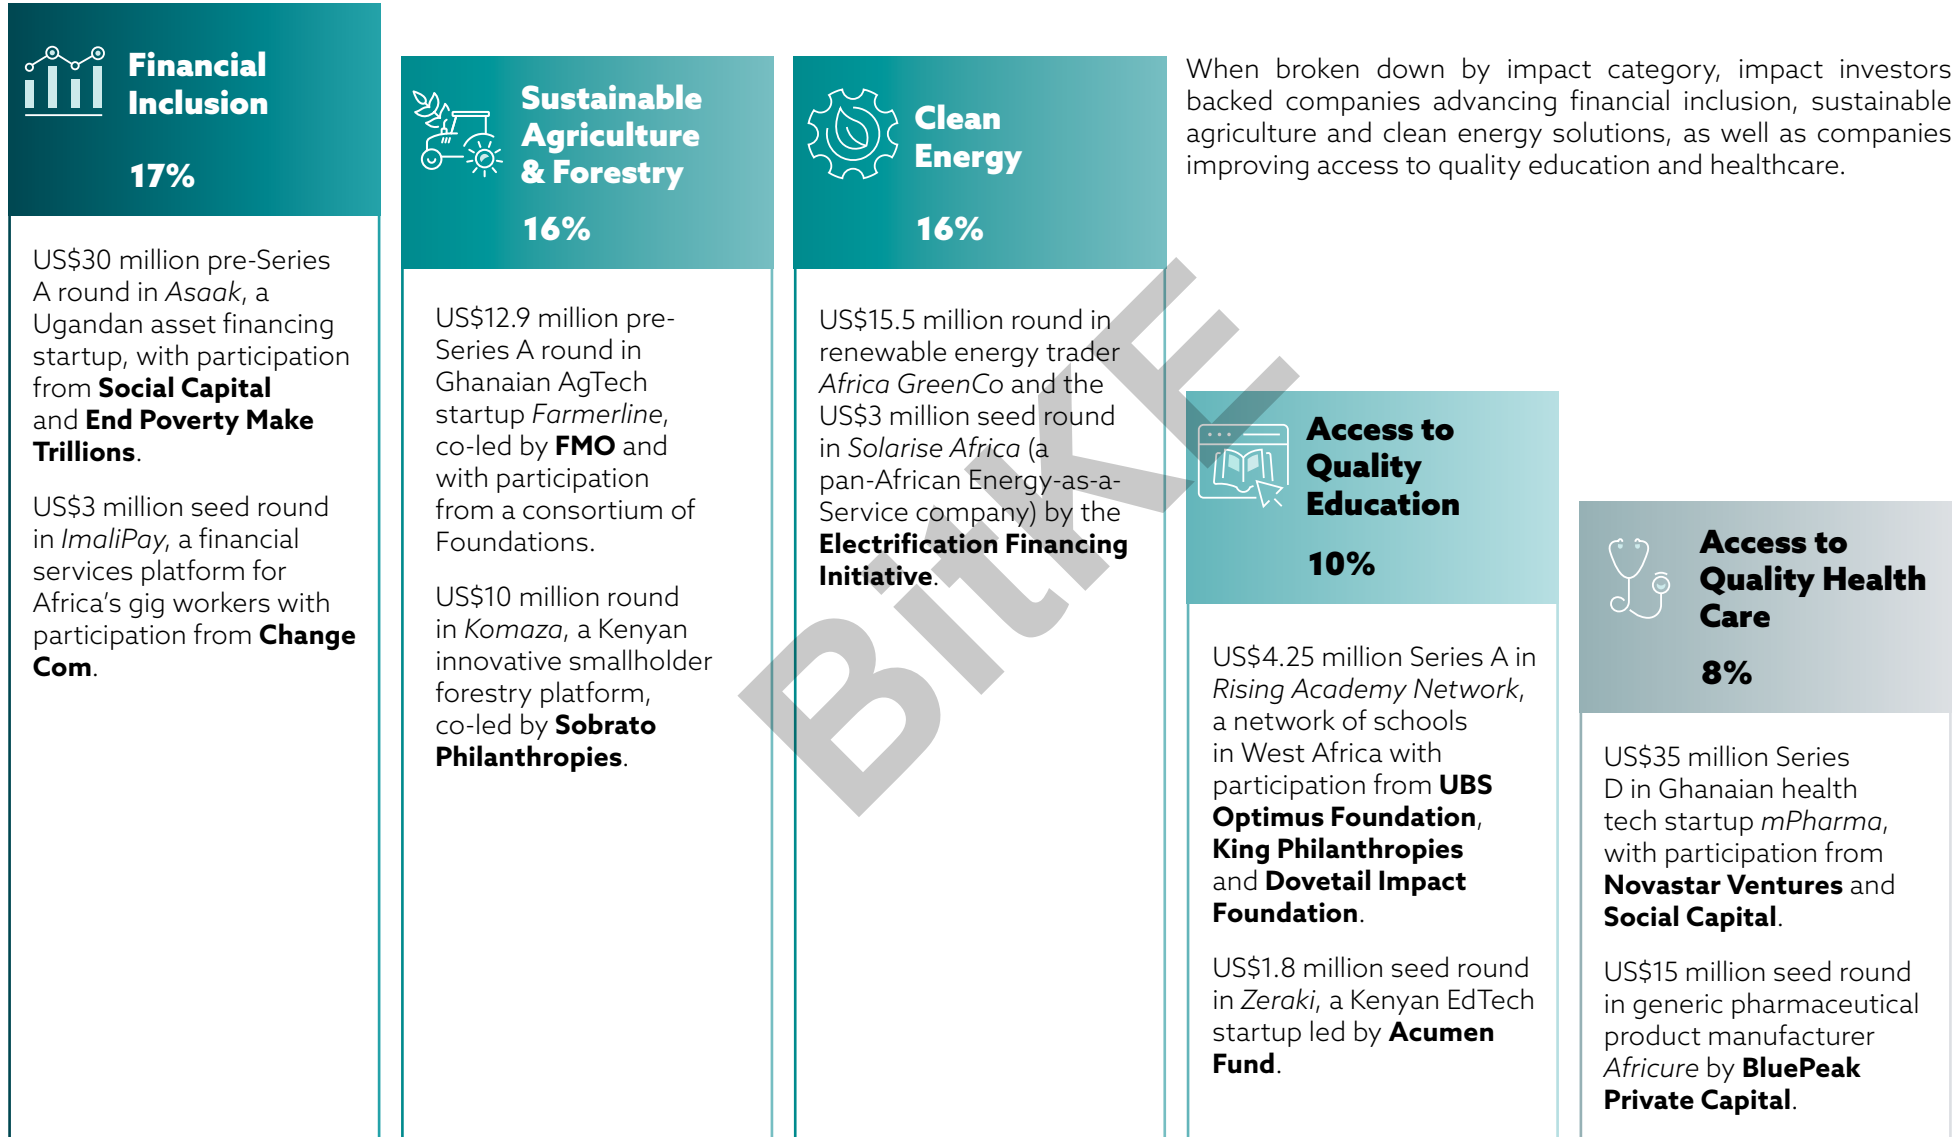 Financial
Inclusion
17%
US$30 million pre-Series
A round in Asaak, a
Ugandan asset financing
startup, with participation
from Social Capital
and End Poverty Make
Trillions.
US$3 million seed round
in ImaliPay, a financial
services platform for
Africa's gig workers with
participation from Change
Com.
Sustainable
Agriculture
& Forestry
16%
US$12.9 million pre-
Series A round in
Ghanaian AgTech
startup Farmerline,
co-led by FMO and
with participation
from a consortium of
Foundations.
US$10 million round
in Komaza, a Kenyan
innovative smallholder
forestry platform,
co-led by Sobrato
Philanthropies.
Clean
Energy
16%
US$15.5 million round in
renewable energy trader
Africa GreenCo and the
US$3 million seed round
in Solarise Africa (a
pan-African Energy-as-a-
Service company) by the
Electrification Financing
Initiative.
When broken down by impact category, impact investors
backed companies advancing financial inclusion, sustainable
agriculture and clean energy solutions, as well as companies
improving access to quality education and healthcare.
Access to
Quality
Education
10%
US$4.25 million Series A in
Rising Academy Network,
a network of schools
in West Africa with
participation from UBS
Optimus Foundation,
King Philanthropies
and Dovetail Impact
Foundation.
US$1.8 million seed round
in Zeraki, a Kenyan EdTech
startup led by Acumen
Fund.
Access to
Quality Health
Care
8%
US$35 million Series
D in Ghanaian health
tech startup mPharma,
with participation from
Novastar Ventures and
Social Capital.
US$15 million seed round
in generic pharmaceutical
product manufacturer
Africure by BluePeak
Private Capital.
BitKE